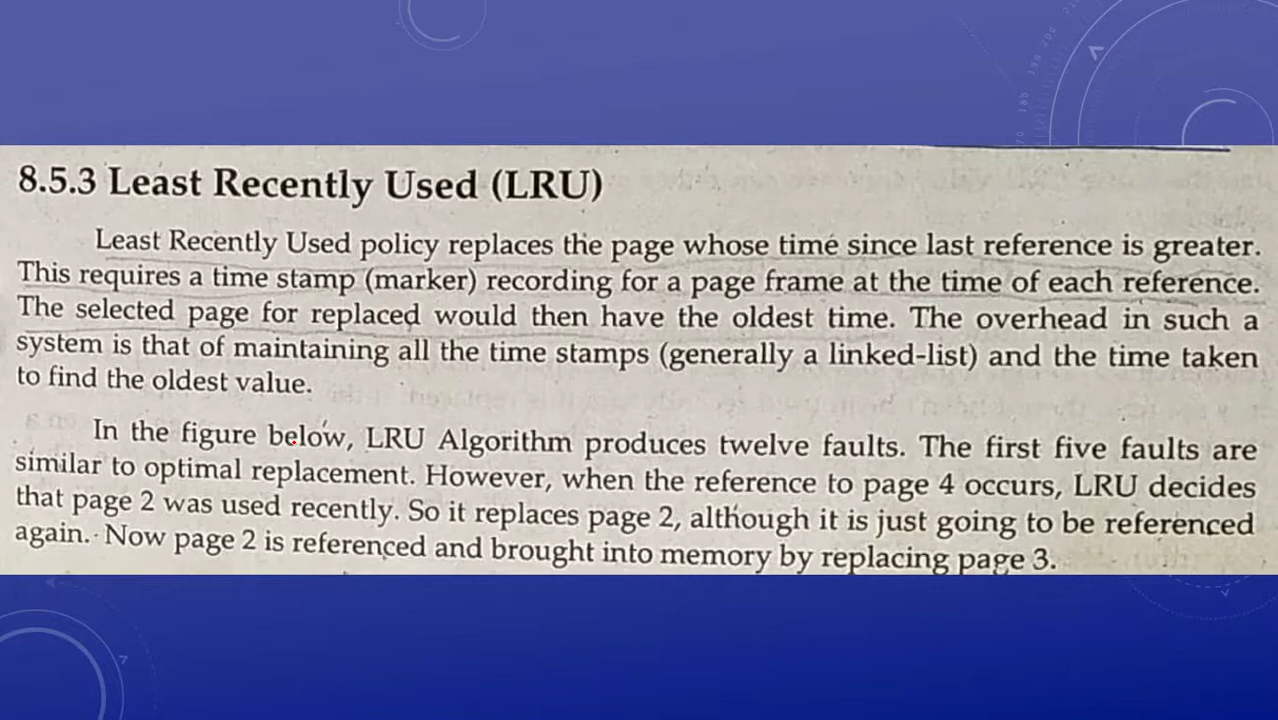 8.5.3 Least Recently Used (LRU)
Least Recently Used policy replaces the page whose time since last reference is greater.
This requires a time stamp (marker) recording for a page frame at the time of each reference.
The selected page for replaced would then have the oldest time. The overhead in such a
system is that of maintaining all the time stamps (generally a linked-list) and the time taken
to find the oldest value.
In the figure below, LRU Algorithm produces twelve faults. The first five faults are
similar to optimal replacement. However, when the reference to page 4 occurs, LRU decides
that page 2 was used recently. So it replaces page 2, although it is just going to be referenced
again. Now page 2 is referenced and brought into memory by replacing page 3.